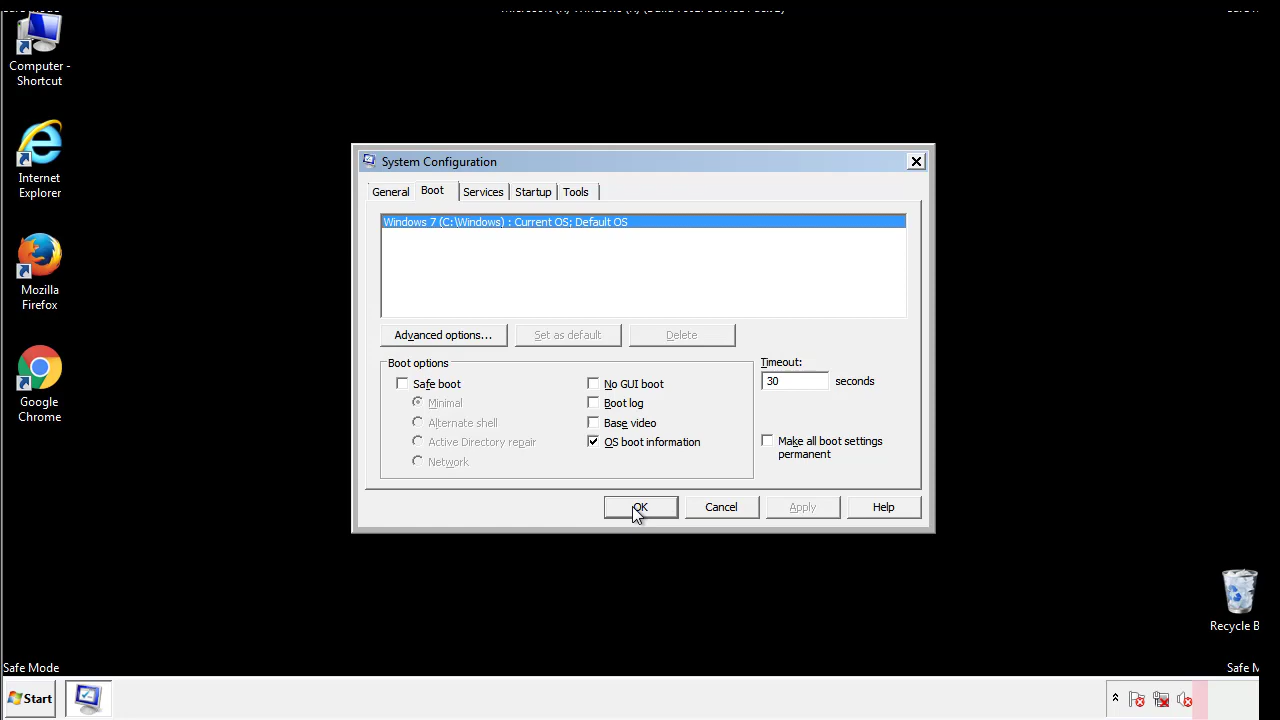 Computer -
Shortcut
Internet
Explorer
Mozilla
Firefox
Google
Chrome
System Configuration
General
Boot
Services
Startup
Tools
Windows 7 (C:\Windows) : Current OS; Default OS
Advanced options...
Set as default
Delete
Boot options
Safe boot
Minimal
Alternate shell
Active Directory repair
Network
No GUI boot
Boot log
Base video
OS boot information
Timeout:
30 seconds
Make all boot settings
permanent
OK
Cancel
Apply
Help
Recycle B
Safe Mode
Safe M
Start